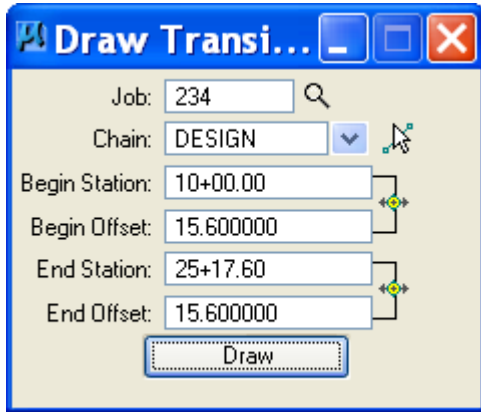 Draw Transi...
Job: 234
Chain: DESIGN
Begin Station: 10+00.00
Begin Offset: 15.600000
End Station: 25+17.60
End Offset: 15.600000
Draw